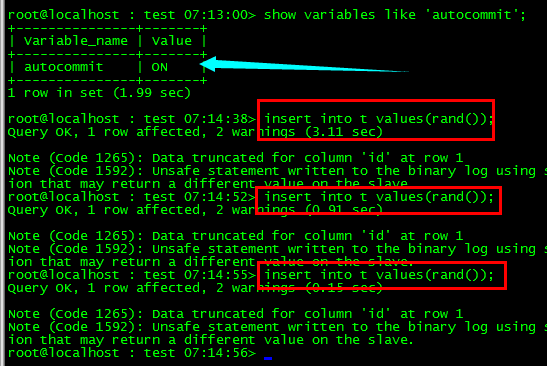 root@localhost : test 07:13:00> show variables like 'autocommit';
+---------------+-------+
| Variable_name | Value |
+---------------+-------+
| autocommit    | ON    |
+---------------+-------+
1 row in set (1.99 sec)
root@localhost : test 07:14:38> insert into t values(rand());
Query OK, 1 row affected, 2 warnings (3.11 sec)
Note (Code 1265): Data truncated for column 'id' at row 1
Note (Code 1592): Unsafe statement written to the binary log using s
ion that may return a different value on the slave.
root@localhost : test 07:14:52> insert into t values(rand());
Query OK, 1 row affected, 2 warnings (0.91 sec)
Note (Code 1265): Data truncated for column 'id' at row 1
Note (Code 1592): Unsafe statement written to the binary log using s
ion that may return a different value on the slave.
root@localhost : test 07:14:55> insert into t values(rand());
Query OK, 1 row affected, 2 warnings (0.15 sec)
Note (Code 1265): Data truncated for column 'id' at row 1
Note (Code 1592): Unsafe statement written to the binary log using s
ion that may return a different value on the slave.
root@localhost : test 07:14:56>